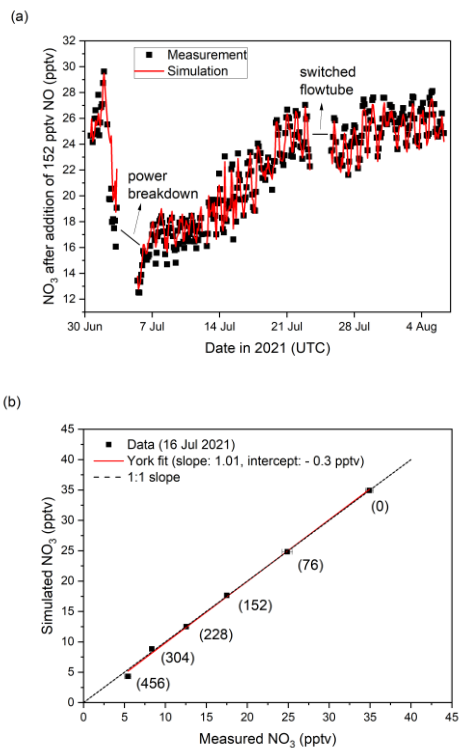 (a)
32
30
28
26
24
22
20
18
16
14
12
NO₃ after addition of 152 pptv NO (pptv)
Measurement
Simulation
switched
flowtube
power
breakdown
30 Jun 7 Jul 14 Jul 21 Jul 28 Jul 4 Aug
Date in 2021 (UTC)
(b)
45
40
35
30
25
20
15
10
5
0
Simulated NO₃ (pptv)
Data (16 Jul 2021)
York fit (slope: 1.01, intercept: - 0.3 pptv)
1:1 slope
(0)
(76)
(152)
(228)
(304)
(456)
0 5 10 15 20 25 30 35 40 45
Measured NO₃ (pptv)